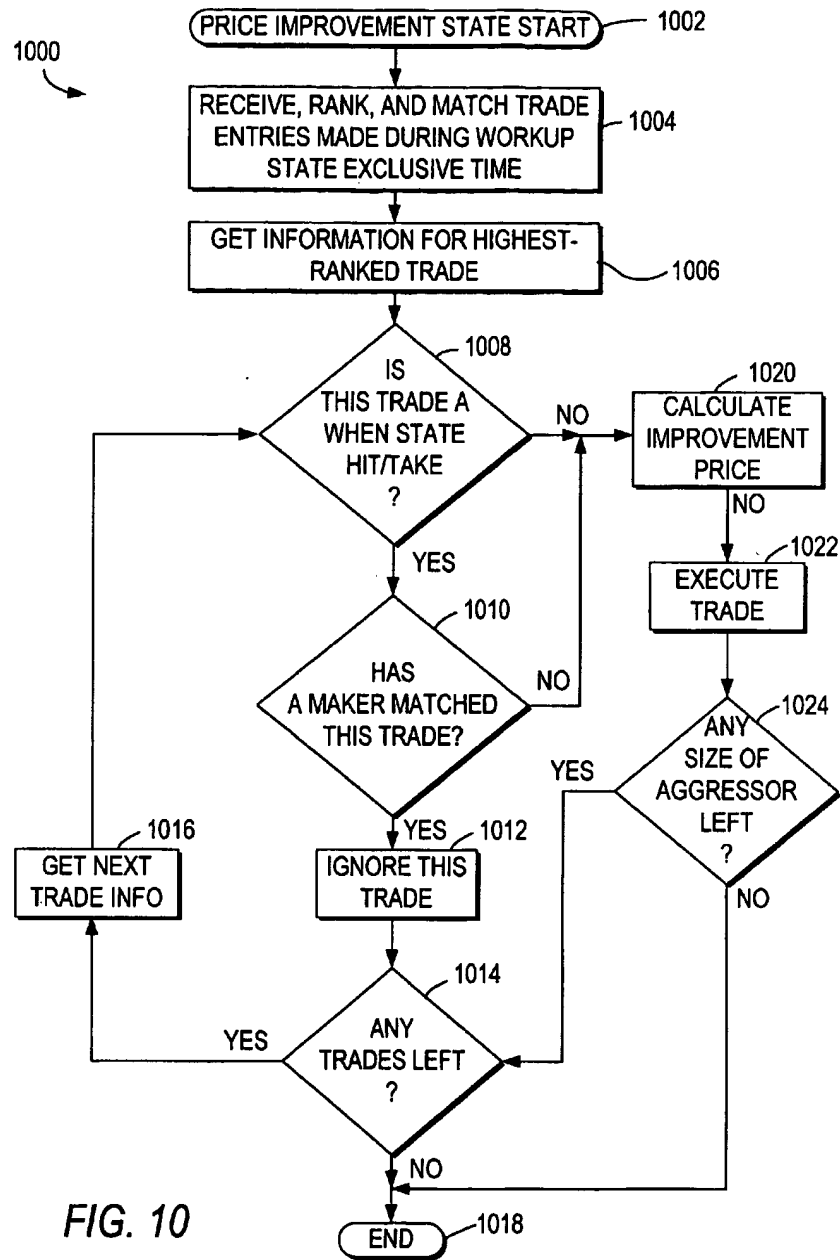 PRICE IMPROVEMENT STATE START
1002
1000
RECEIVE, RANK, AND MATCH TRADE
ENTRIES MADE DURING WORKUP
STATE EXCLUSIVE TIME
1004
GET INFORMATION FOR HIGHEST-
RANKED TRADE
1006
1008
IS
THIS TRADE A
WHEN STATE
HIT/TAKE
?
NO
1020
CALCULATE
IMPROVEMENT
PRICE
NO
YES
1022
EXECUTE
TRADE
1010
HAS
A MAKER MATCHED
THIS TRADE?
NO
1024
ANY
SIZE OF
AGGRESSOR
LEFT
?
YES
NO
YES
1012
IGNORE THIS
TRADE
1016
GET NEXT
TRADE INFO
1014
ANY
TRADES LEFT
?
YES
NO
END
1018
FIG. 10